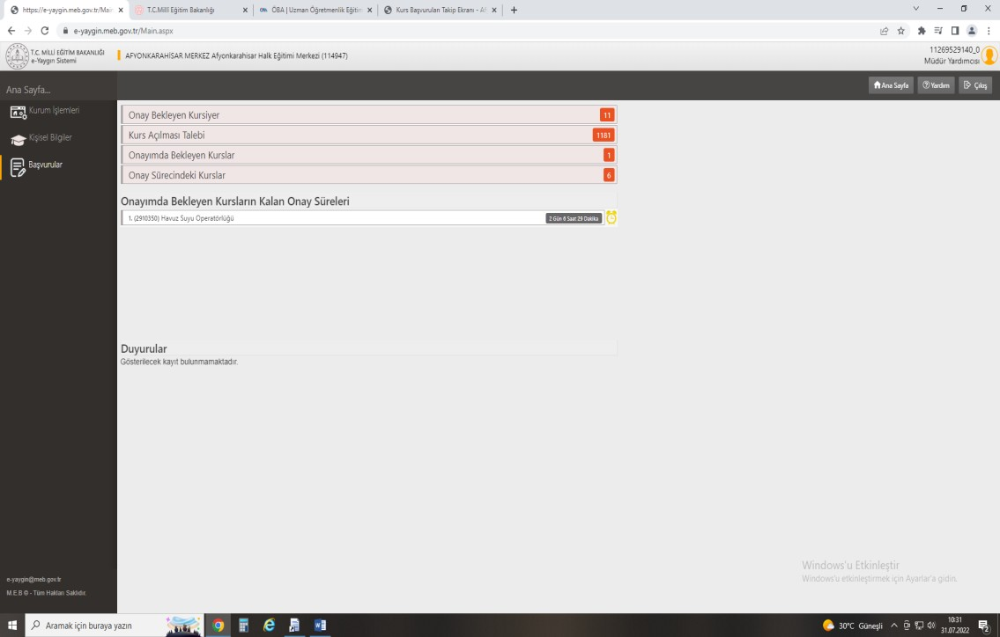 https://e-yaygin.meb.gov.tr/Mai
T.C.Millî Eğitim Bakanlığı
ÖBA | Uzman Öğretmenlik Eğitim
Kurs Başvuruları Takip Ekranı - Af
e-yaygin.meb.gov.tr/Main.aspx
T.C. MİLLİ EĞİTİM BAKANLIĞI
e-Yaygın Sistemi
AFYONKARAHİSAR MERKEZ Afyonkarahisar Halk Eğitimi Merkezi (114947)
11269529140_0
Müdür Yardımcısı
Ana Sayfa...
Ana Sayfa
Yardım
Çıkış
Kurum İşlemleri
Kişisel Bilgiler
Başvurular
Onay Bekleyen Kursiyer 11
Kurs Açılması Talebi 1181
Onayımda Bekleyen Kurslar 1
Onay Sürecindeki Kurslar 6
Onayımda Bekleyen Kursların Kalan Onay Süreleri
1. (2910350) Havuz Suyu Operatörlüğü 2 Gün 6 Saat 29 Dakika
Duyurular
Gösterilecek kayıt bulunmamaktadır.
Windows'u Etkinleştir
Windows'u etkinleştirmek için Ayarlar'a gidin.
e-yaygin@meb.gov.tr
M.E.B © - Tüm Hakları Saklıdır.
Aramak için buraya yazın
30°C Güneşli
10:31
31.07.2022
2